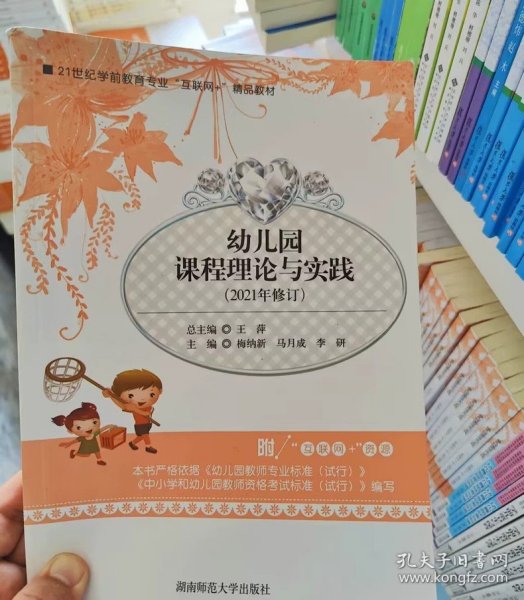 ■ 21世纪学前教育专业“互联网+”精品教材
幼儿园
课程理论与实践
(2021年修订)
总主编◎王 萍
主 编◎梅纳新 马月成 李 研
附/“互联网+”资源
本书严格依据《幼儿园教师专业标准（试行）》
《中小学和幼儿园教师资格考试标准（试行）》编写
湖南师范大学出版社
孔夫子旧书网
www.kongfz.com